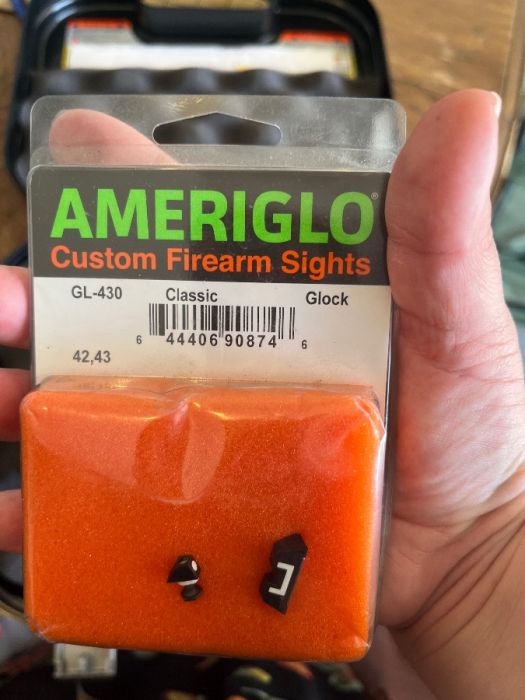 AMERIGLO®
Custom Firearm Sights
GL-430 Classic Glock
6 44406 90874 6
42,43